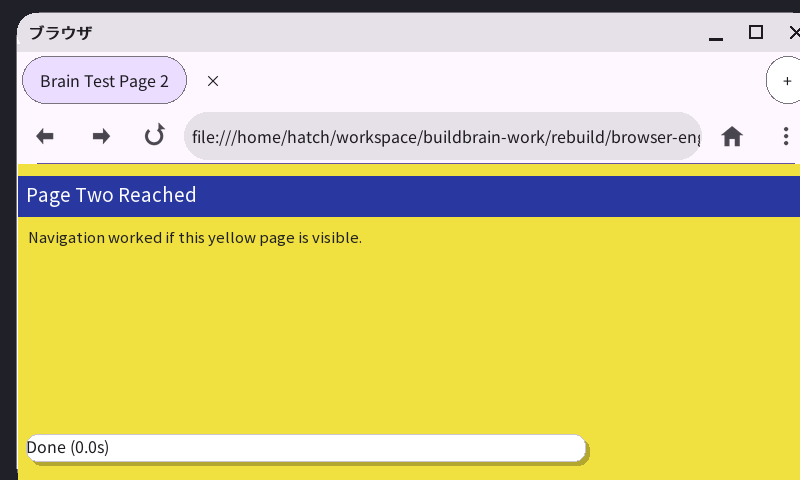 ブラウザ
Brain Test Page 2
+
file:///home/hatch/workspace/buildbrain-work/rebuild/browser-eng
Page Two Reached
Navigation worked if this yellow page is visible.
Done (0.0s)